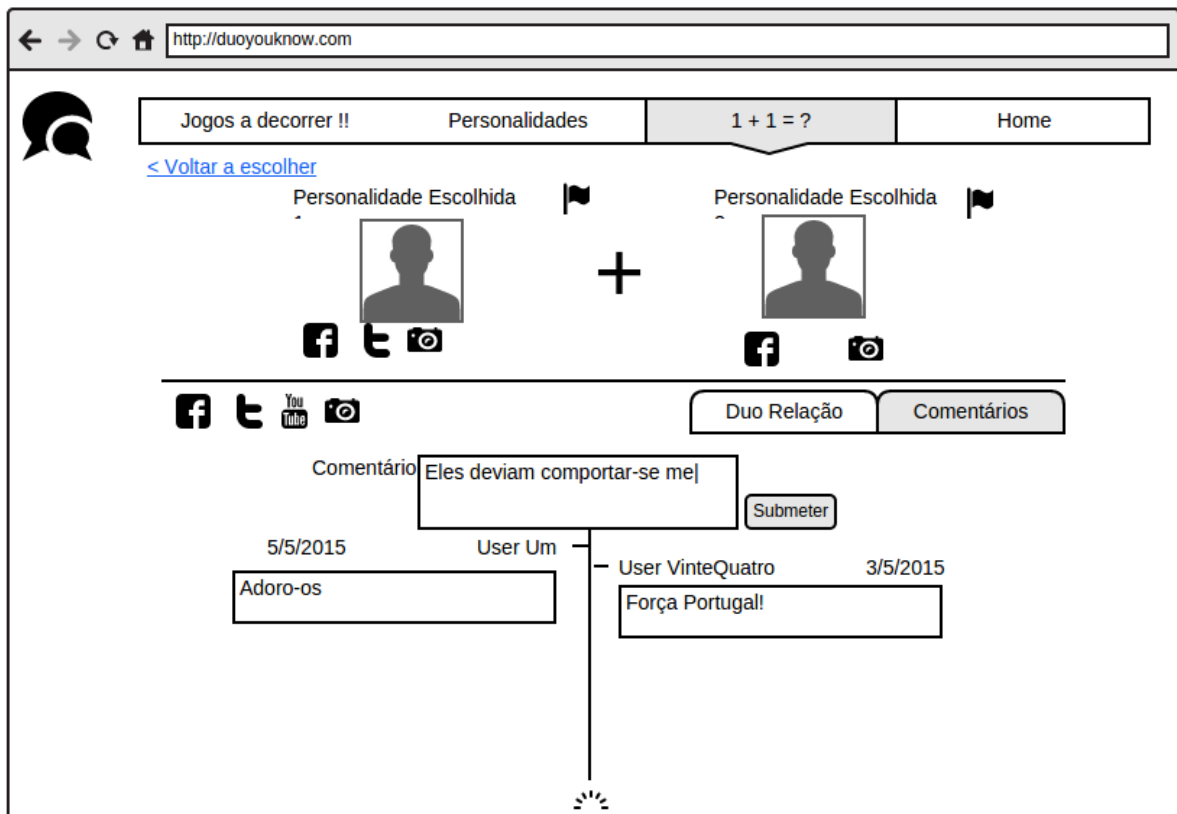 http://duoyouknow.com
Jogos a decorrer !! Personalidades 1 + 1 = ? Home
< Voltar a escolher
Personalidade Escolhida Personalidade Escolhida
You
Tube
Duo Relação Comentários
Comentário Eles deviam comportar-se me
Submeter
5/5/2015 User Um
User VinteQuatro 3/5/2015
Adoro-os
Força Portugal!